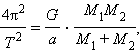 4π²/T² = G/a · M₁M₂/(M₁ + M₂),